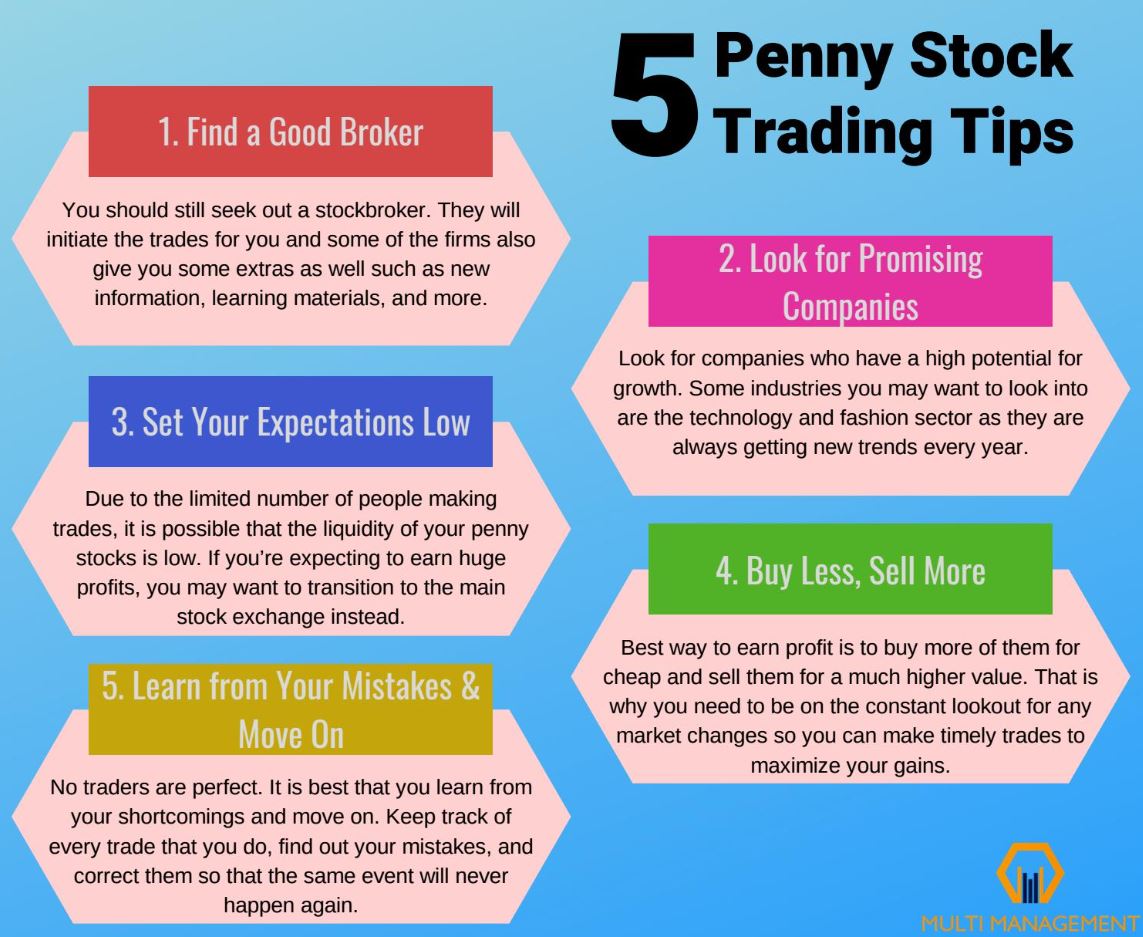 5 Penny Stock
Trading Tips
1. Find a Good Broker
You should still seek out a stockbroker. They will
initiate the trades for you and some of the firms also
give you some extras as well such as new
information, learning materials, and more.
2. Look for Promising
Companies
Look for companies who have a high potential for
growth. Some industries you may want to look into
are the technology and fashion sector as they are
always getting new trends every year.
3. Set Your Expectations Low
Due to the limited number of people making
trades, it is possible that the liquidity of your penny
stocks is low. If you’re expecting to earn huge
profits, you may want to transition to the main
stock exchange instead.
4. Buy Less, Sell More
Best way to earn profit is to buy more of them for
cheap and sell them for a much higher value. That is
why you need to be on the constant lookout for any
market changes so you can make timely trades to
maximize your gains.
5. Learn from Your Mistakes &
Move On
No traders are perfect. It is best that you learn from
your shortcomings and move on. Keep track of
every trade that you do, find out your mistakes, and
correct them so that the same event will never
happen again.
MULTI MANAGEMENT